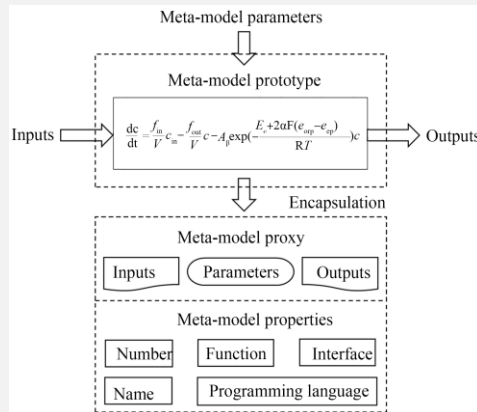 Meta-model parameters
Meta-model prototype
Inputs
dc/dt = f_in/V c_in − f_out/V c − A_β exp(−(E_c+2αF(e_orp−e_ep))/RT)c
Outputs
Encapsulation
Meta-model proxy
Inputs Parameters Outputs
Meta-model properties
Number Function Interface
Name Programming language